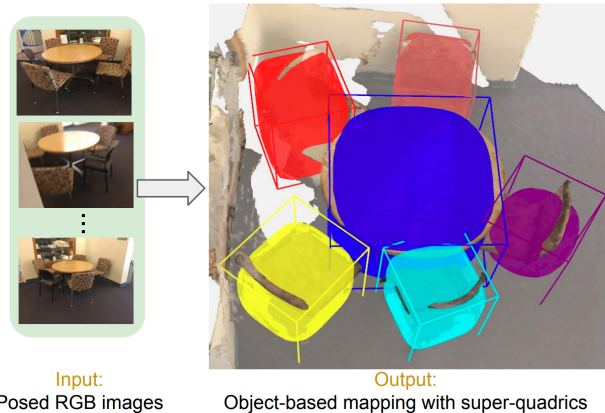 Input:
Posed RGB images
Output:
Object-based mapping with super-quadrics